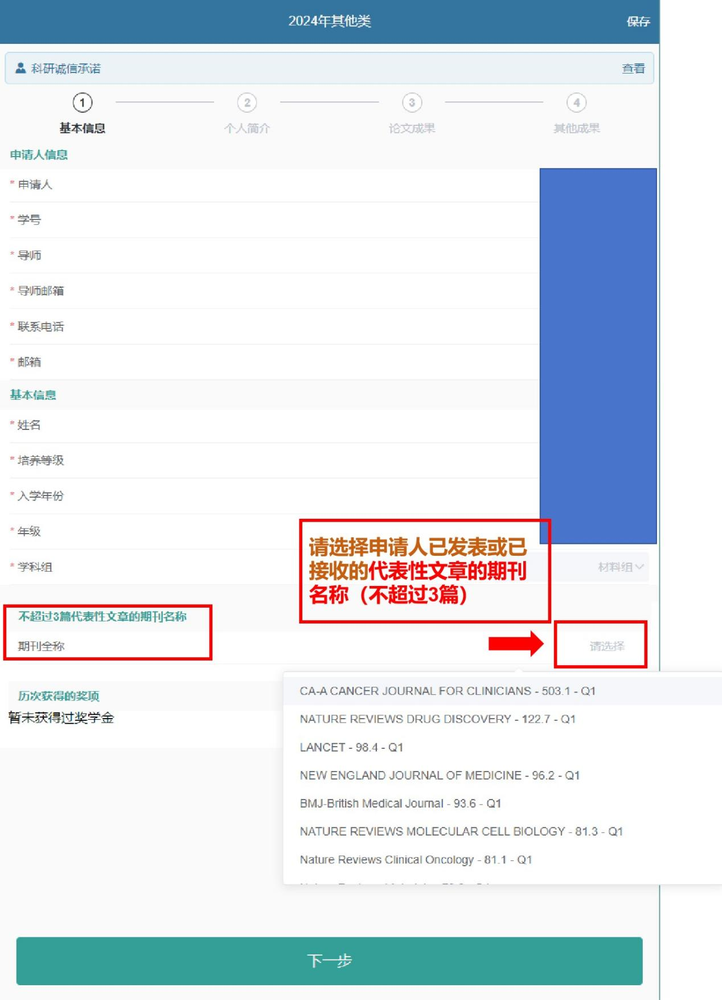 2024年其他类
保存
科研诚信承诺
查看
1
2
3
4
基本信息
个人简介
论文成果
其他成果
申请人信息
* 申请人
* 学号
* 导师
* 导师邮箱
* 联系电话
* 邮箱
基本信息
* 姓名
* 培养等级
* 入学年份
* 年级
* 学科组
材料组
请选择申请人已发表或已
接收的代表性文章的期刊
名称（不超过3篇）
不超过3篇代表性文章的期刊名称
期刊全称
请选择
历次获得的奖项
暂未获得过奖学金
CA-A CANCER JOURNAL FOR CLINICIANS - 503.1 - Q1
NATURE REVIEWS DRUG DISCOVERY - 122.7 - Q1
LANCET - 98.4 - Q1
NEW ENGLAND JOURNAL OF MEDICINE - 96.2 - Q1
BMJ-British Medical Journal - 93.6 - Q1
NATURE REVIEWS MOLECULAR CELL BIOLOGY - 81.3 - Q1
Nature Reviews Clinical Oncology - 81.1 - Q1
下一步